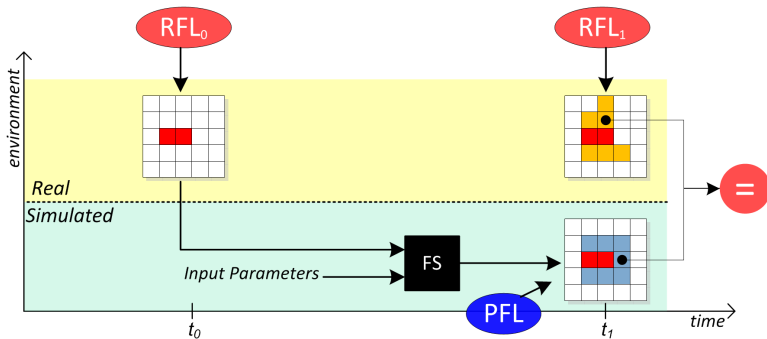 RFL0
RFL1
environment
Real
Simulated
Input Parameters
FS
PFL
=
t0
t1
time